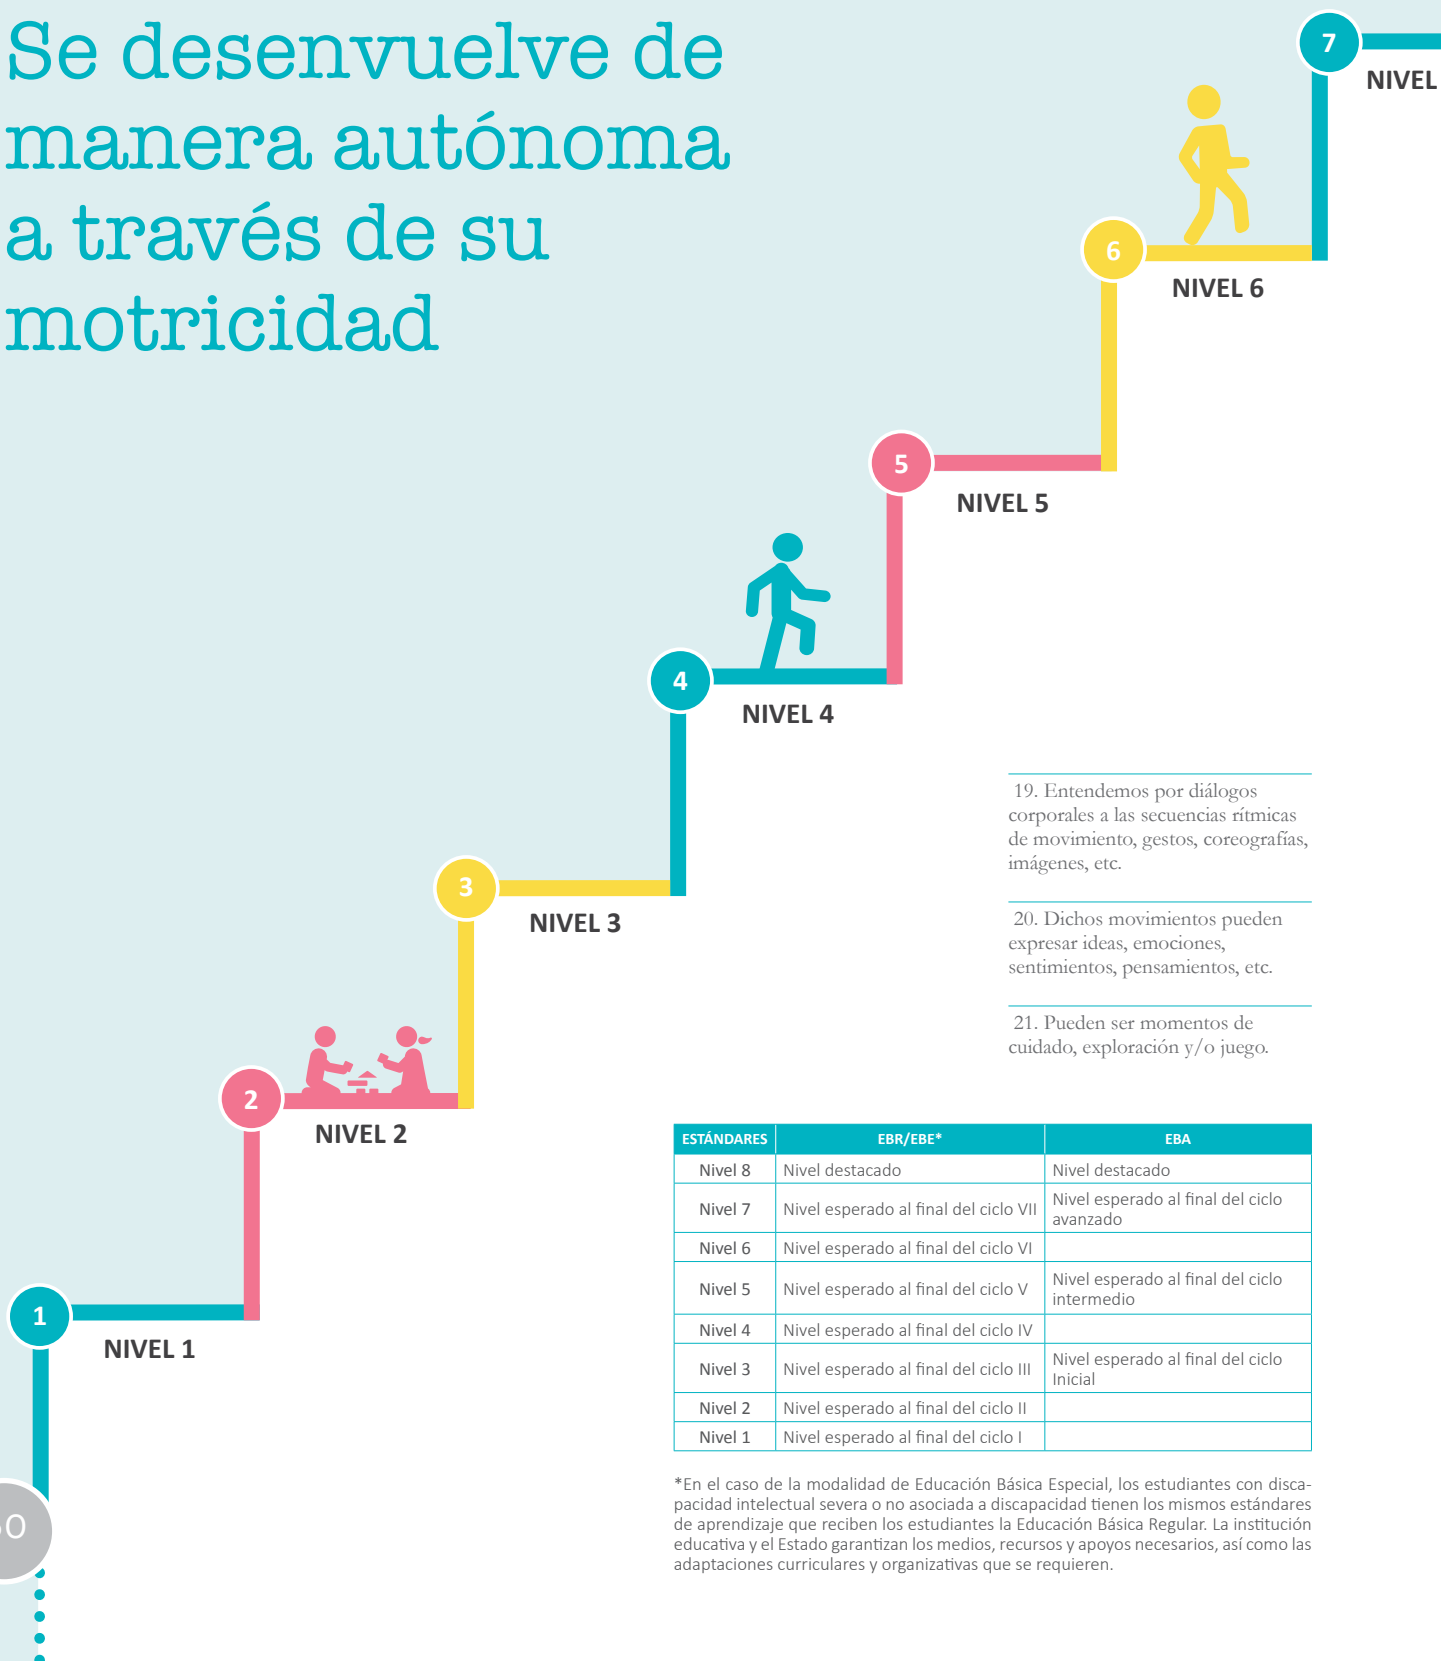 Se desenvuelve de
manera autónoma
a través de su
motricidad
7
NIVEL
6
NIVEL 6
5
NIVEL 5
4
NIVEL 4
3
NIVEL 3
2
NIVEL 2
1
NIVEL 1
19. Entendemos por diálogos
corporales a las secuencias rítmicas
de movimiento, gestos, coreografías,
imágenes, etc.
20. Dichos movimientos pueden
expresar ideas, emociones,
sentimientos, pensamientos, etc.
21. Pueden ser momentos de
cuidado, exploración y/o juego.
ESTÁNDARES EBR/EBE* EBA
Nivel 8 Nivel destacado Nivel destacado
Nivel 7 Nivel esperado al final del ciclo VII Nivel esperado al final del ciclo
avanzado
Nivel 6 Nivel esperado al final del ciclo VI
Nivel 5 Nivel esperado al final del ciclo V Nivel esperado al final del ciclo
intermedio
Nivel 4 Nivel esperado al final del ciclo IV
Nivel 3 Nivel esperado al final del ciclo III Nivel esperado al final del ciclo
Inicial
Nivel 2 Nivel esperado al final del ciclo II
Nivel 1 Nivel esperado al final del ciclo I
*En el caso de la modalidad de Educación Básica Especial, los estudiantes con disca-
pacidad intelectual severa o no asociada a discapacidad tienen los mismos estándares
de aprendizaje que reciben los estudiantes la Educación Básica Regular. La institución
educativa y el Estado garantizan los medios, recursos y apoyos necesarios, así como las
adaptaciones curriculares y organizativas que se requieren.